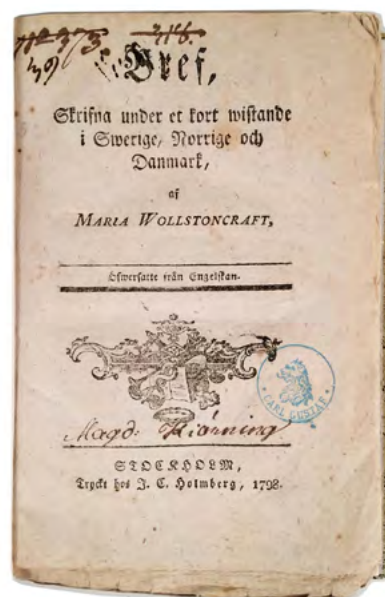 Bref,
Skrifna under et kort wistande
i Swerige, Norrige och
Danmark,
af
MARIA WOLLSTONCRAFT,
Öfwersatte från Engelskan.
CARL GUSTAF
Magd.
STOCKHOLM,
Tryckt hos J. C. Holmberg, 1798.